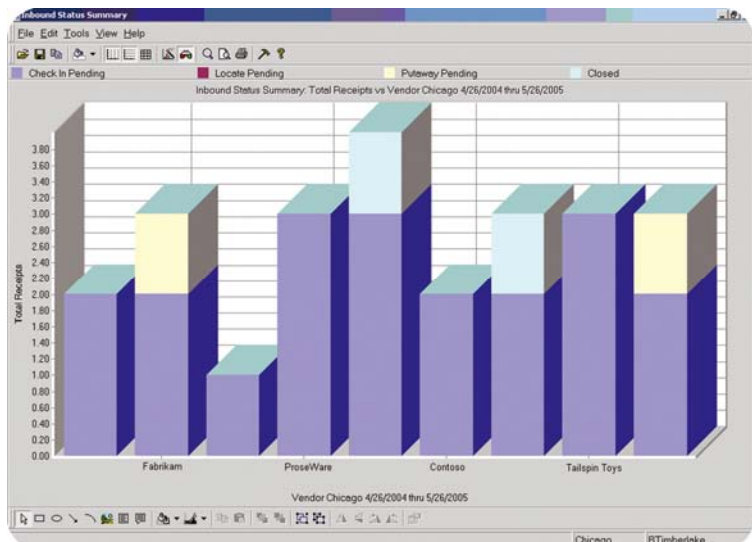 Inbound Status Summary
File Edit Tools View Help
Check In Pending Locate Pending Putaway Pending Closed
Inbound Status Summary: Total Receipts vs Vendor Chicago 4/26/2004 thru 5/26/2005
3.80
3.60
3.40
3.20
3.00
2.80
2.60
2.40
2.20
2.00
1.80
1.60
1.40
1.20
1.00
0.80
0.60
0.40
0.20
0.00
Total Receipts
Fabrikam ProseWare Contoso Tailspin Toys
Vendor Chicago 4/26/2004 thru 5/26/2005
Chicago BTimberlake